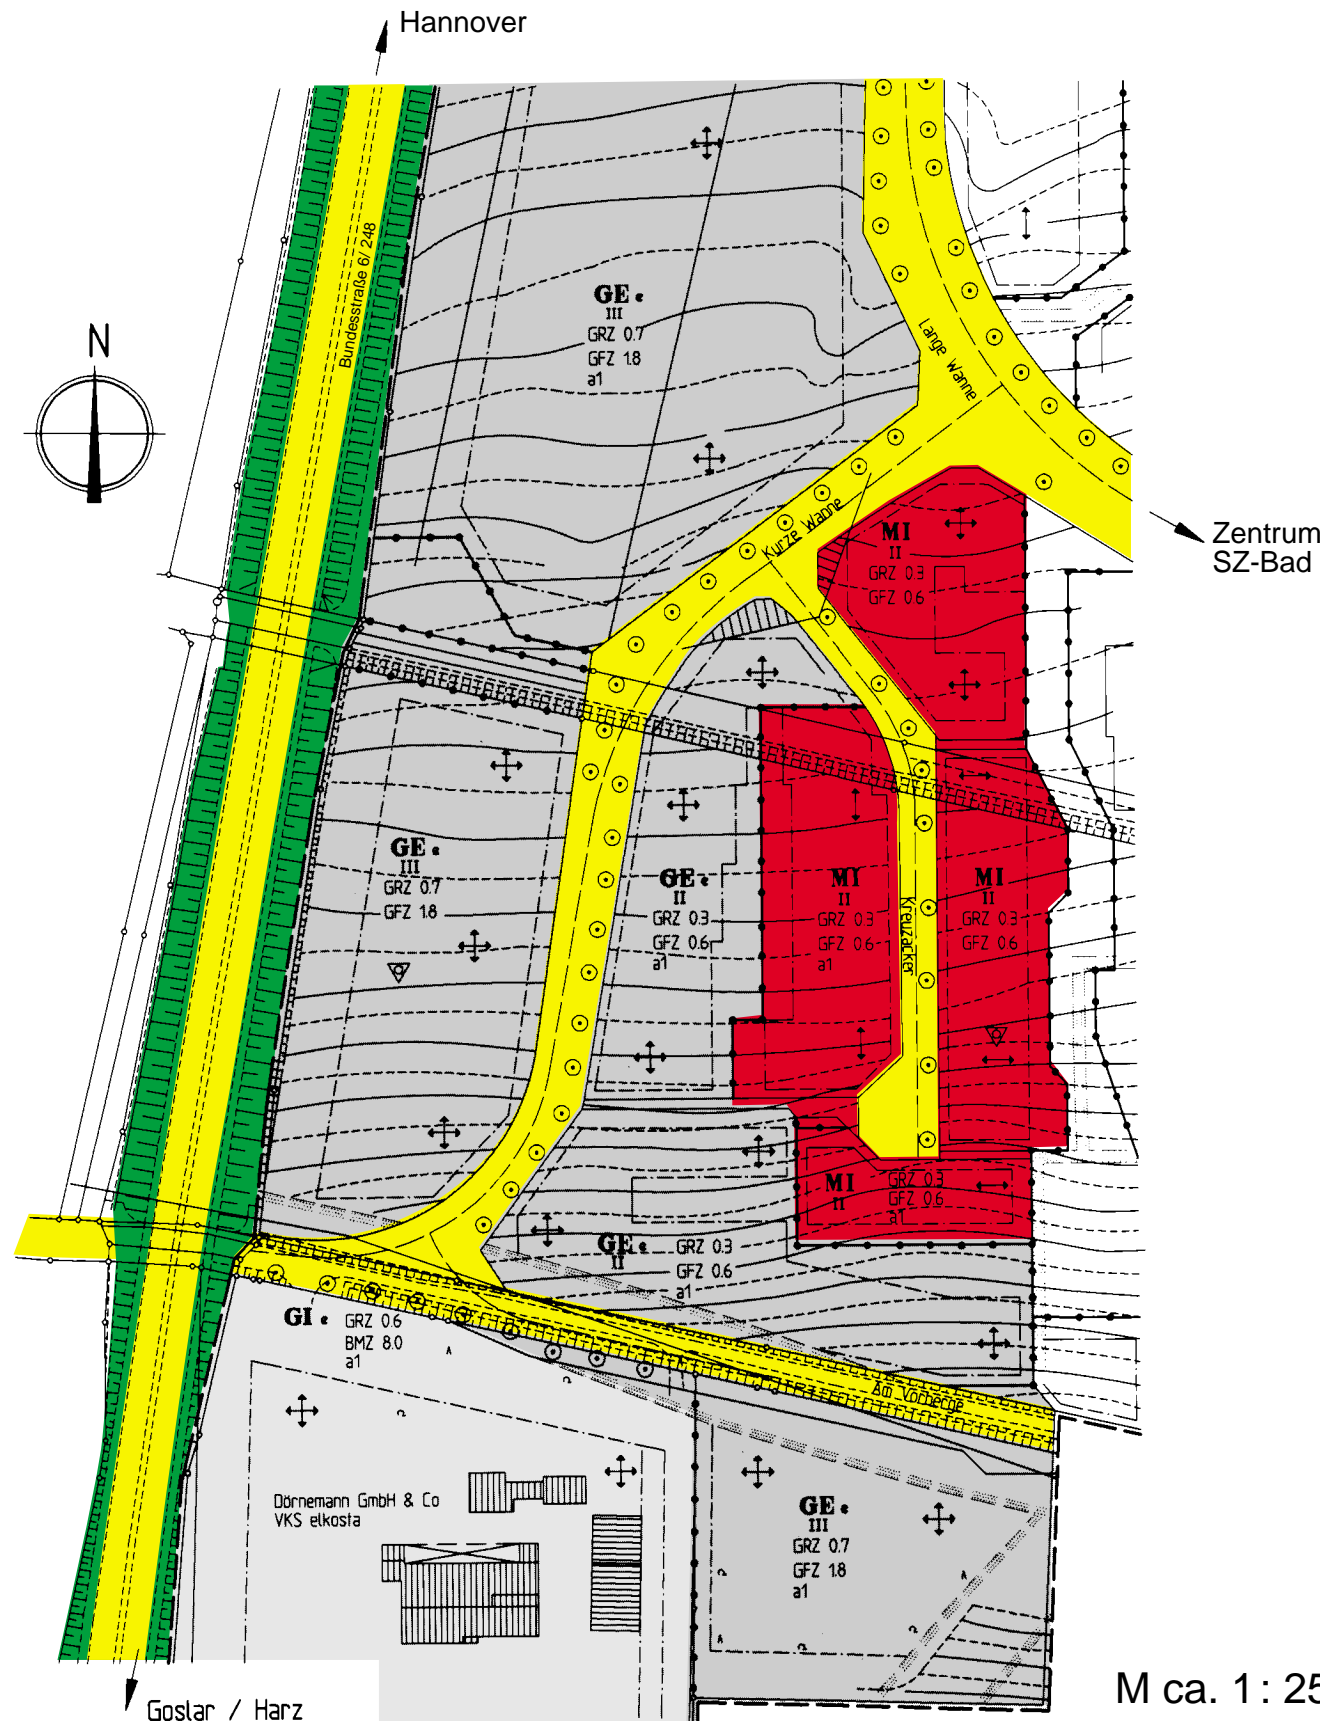 Hannover
Bundesstraße 6/248
N
GE e
III
GRZ 0.7
GFZ 1.8
a1
Lange Wanne
Kurze Wanne
Zentrum
SZ-Bad
MI
II
GRZ 0.3
GFZ 0.6
GE e
III
GRZ 0.7
GFZ 1.8
GE e
II
GRZ 0.3
GFZ 0.6
a1
MI
II
GRZ 0.3
GFZ 0.6
a1
Kreuzacker
MI
II
GRZ 0.3
GFZ 0.6
MI
II
GRZ 0.3
GFZ 0.6
a1
GE e
II
GRZ 0.3
GFZ 0.6
a1
GI e
GRZ 0.6
BMZ 8.0
a1
Am Vorberge
Dörnemann GmbH & Co
VKS elkosta
GE e
III
GRZ 0.7
GFZ 1.8
a1
M ca. 1 : 25
Goslar / Harz